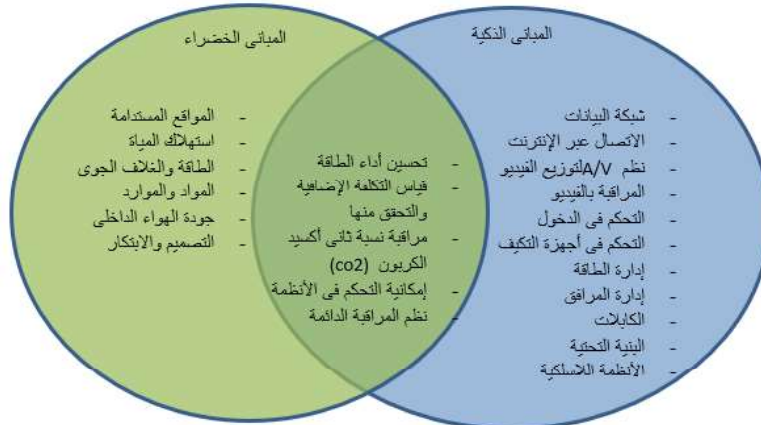 المبانى الذكية
- شبكة البيانات
- الاتصال عبر الإنترنت
- نظم A/V لتوزيع الفيديو
- المراقبة بالفيديو
- التحكم فى الدخول
- التحكم فى أجهزة التكيف
- إدارة الطاقة
- إدارة المرافق
- الكابلات
- البنية التحتية
- الأنظمة اللاسلكية
- تحسين أداء الطاقة
- قياس التكلفة الإضافية
والتحقق منها
- مراقبة نسبة ثانى أكسيد
الكربون (co2)
- إمكانية التحكم فى الأنظمة
- نظم المراقبة الدائمة
المبانى الخضراء
- المواقع المستدامة
- استهلاك المياة
- الطاقة والغلاف الجوى
- المواد والموارد
- جودة الهواء الداخلى
- التصميم والابتكار